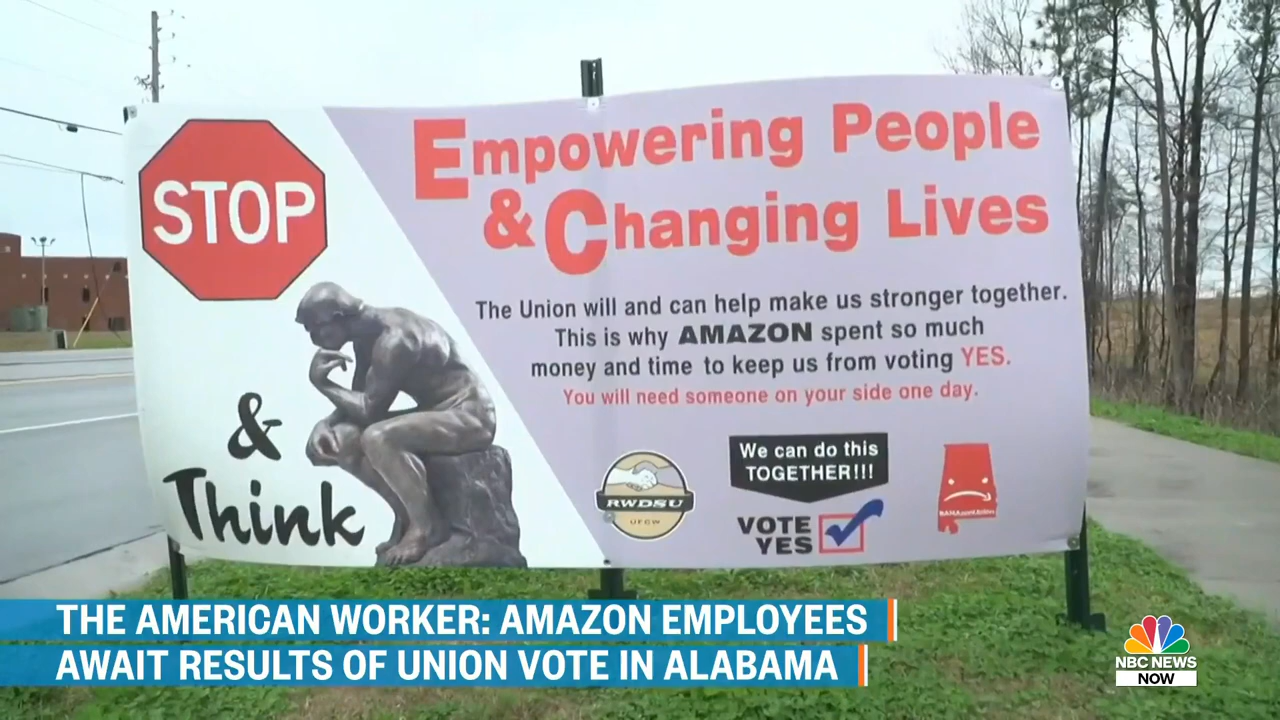 STOP
&
Think
Empowering People
& Changing Lives
The Union will and can help make us stronger together.
This is why AMAZON spent so much
money and time to keep us from voting YES.
You will need someone on your side one day.
RWDSU
UFCW
We can do this
TOGETHER!!!
VOTE
YES
THE AMERICAN WORKER: AMAZON EMPLOYEES
AWAIT RESULTS OF UNION VOTE IN ALABAMA
NBC NEWS
NOW